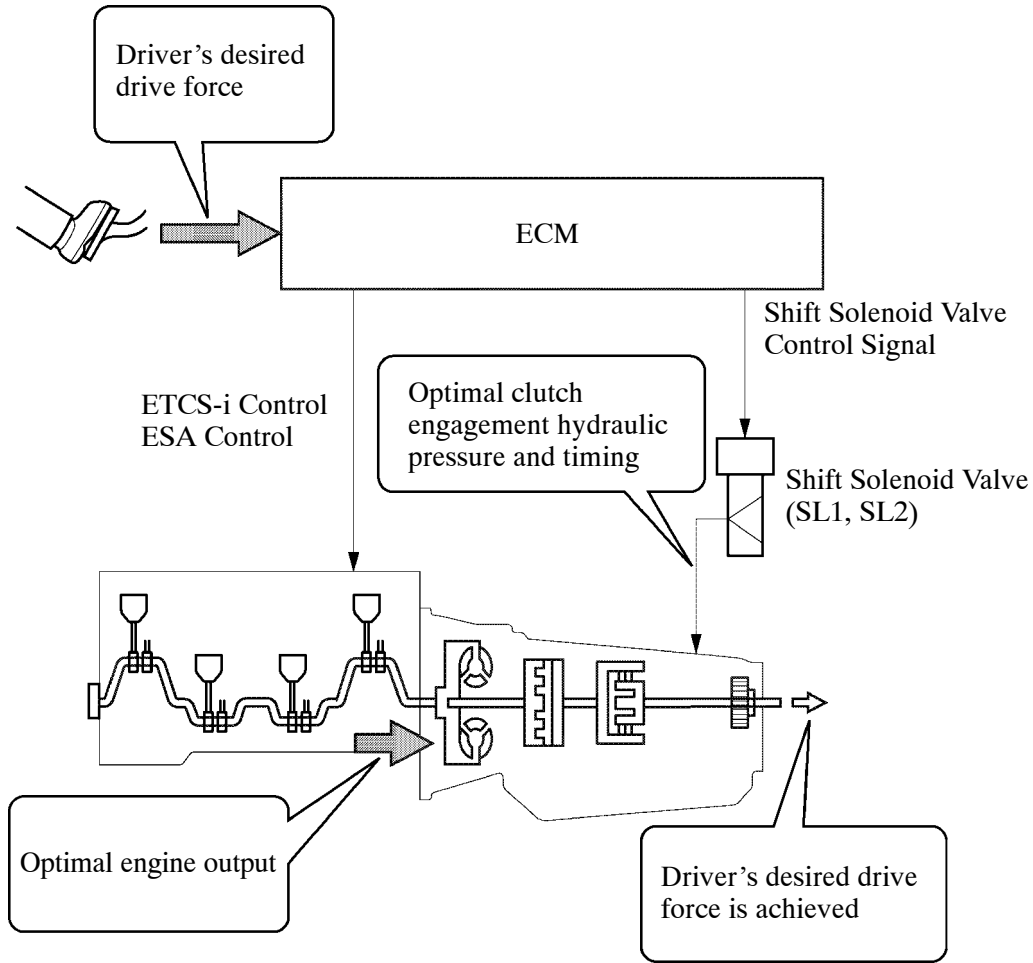 Driver’s desired
drive force
ECM
Shift Solenoid Valve
Control Signal
ETCS-i Control
ESA Control
Optimal clutch
engagement hydraulic
pressure and timing
Shift Solenoid Valve
(SL1, SL2)
Optimal engine output
Driver’s desired drive
force is achieved